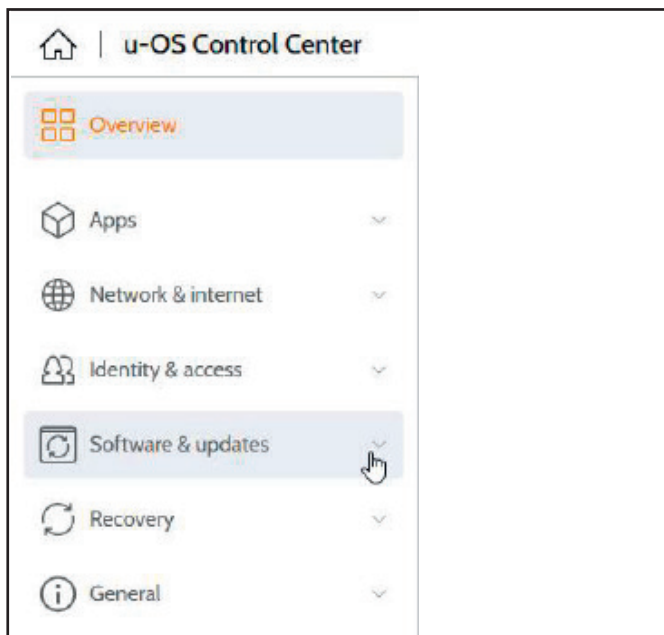 u-OS Control Center
Overview
Apps
Network & internet
Identity & access
Software & updates
Recovery
General